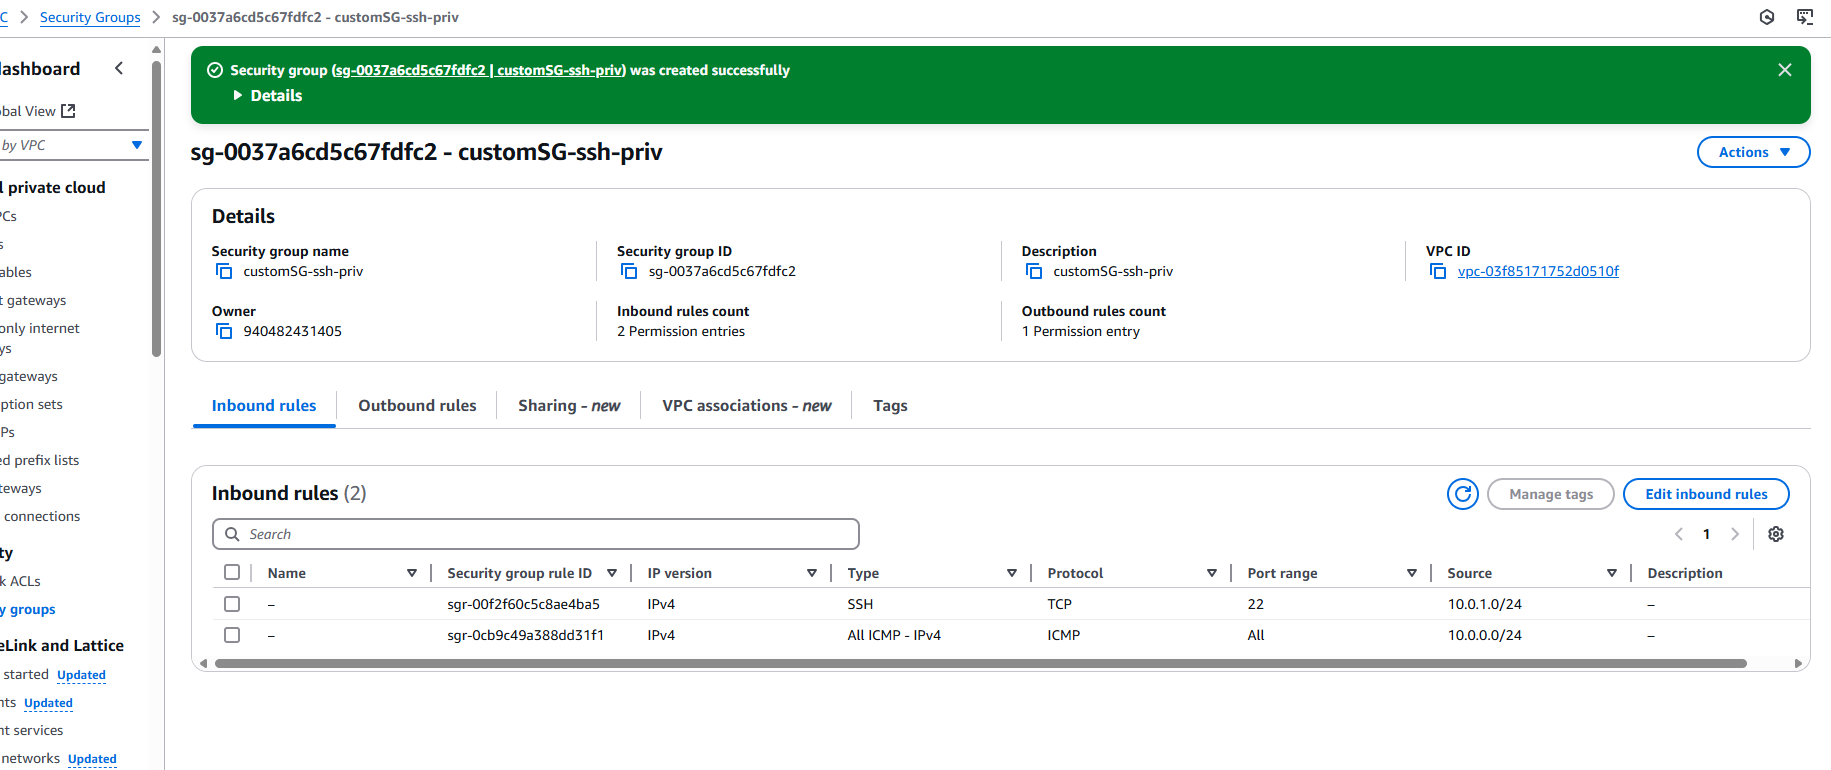 C > Security Groups > sg-0037a6cd5c67fdfc2 - customSG-ssh-priv
Security group (sg-0037a6cd5c67fdfc2 | customSG-ssh-priv) was created successfully
Details
ashboard
bal View
by VPC
l private cloud
PCs
s
ables
t gateways
only internet
ys
gateways
ption sets
Ps
ed prefix lists
teways
connections
ty
k ACLs
y groups
eLink and Lattice
started Updated
nts Updated
nt services
networks Updated
sg-0037a6cd5c67fdfc2 - customSG-ssh-priv
Actions
Details
Security group name
customSG-ssh-priv
Security group ID
sg-0037a6cd5c67fdfc2
Description
customSG-ssh-priv
VPC ID
vpc-03f85171752d0510f
Owner
940482431405
Inbound rules count
2 Permission entries
Outbound rules count
1 Permission entry
Inbound rules Outbound rules Sharing - new VPC associations - new Tags
Inbound rules (2)
Manage tags Edit inbound rules
Search
1
Name Security group rule ID IP version Type Protocol Port range Source Description
– sgr-00f2f60c5c8ae4ba5 IPv4 SSH TCP 22 10.0.1.0/24 –
– sgr-0cb9c49a388dd31f1 IPv4 All ICMP - IPv4 ICMP All 10.0.0.0/24 –